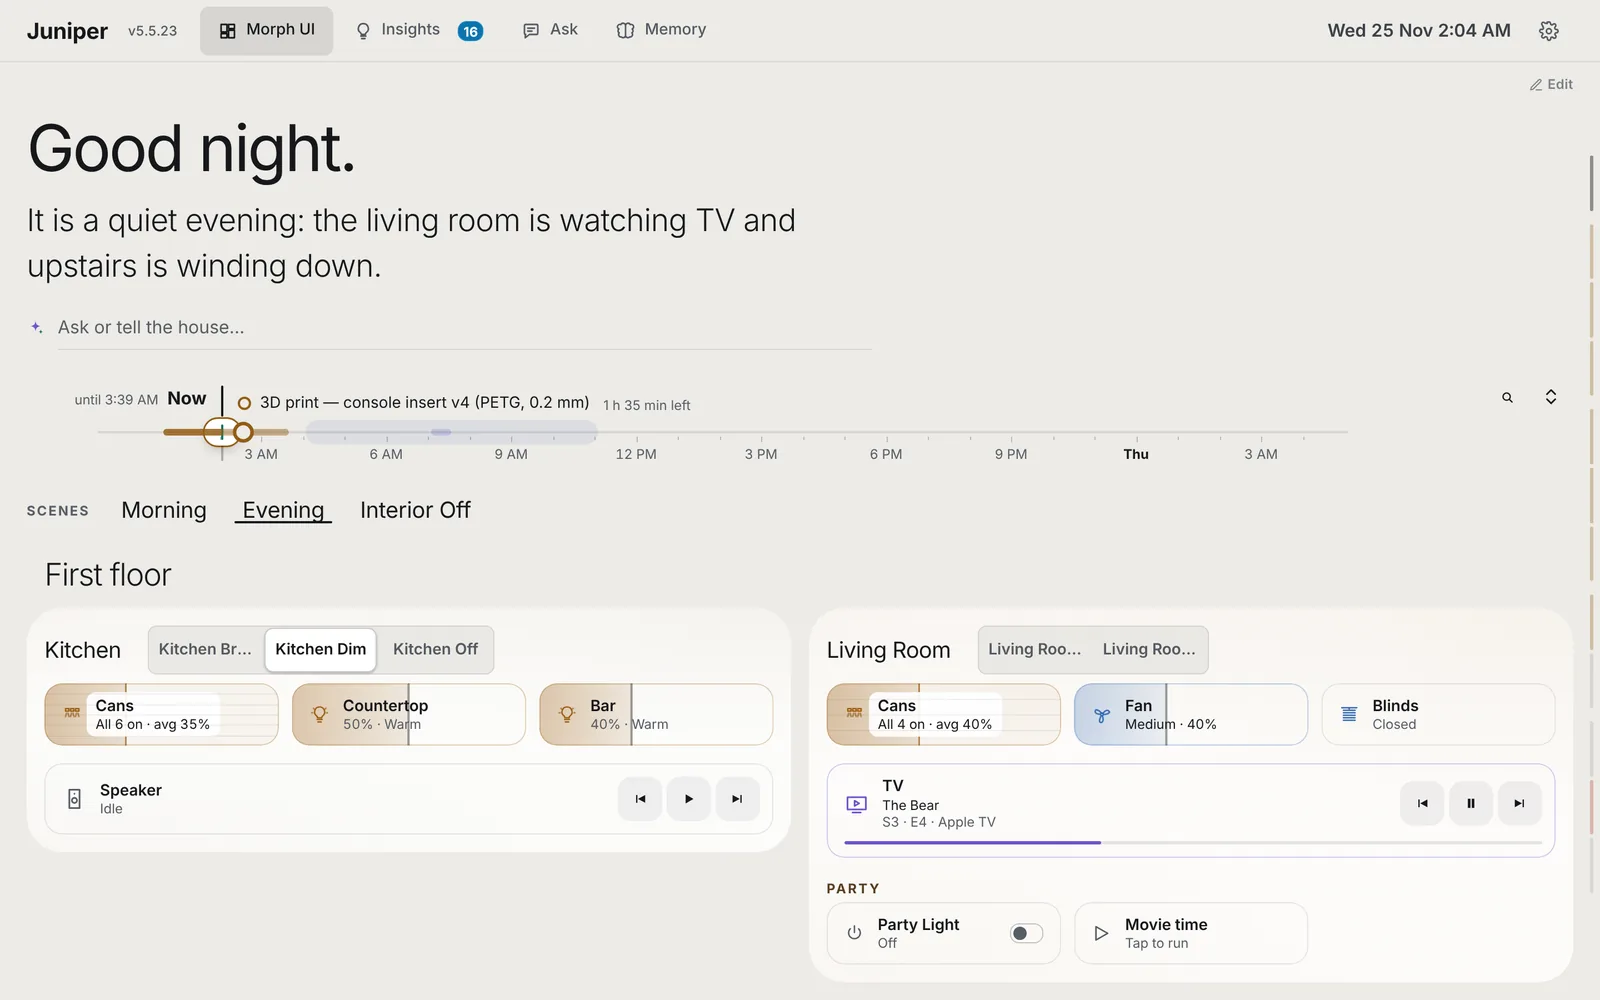 Juniper v5.5.23 Morph UI Insights 16 Ask Memory Wed 25 Nov 2:04 AM
Edit
Good night.
It is a quiet evening: the living room is watching TV and
upstairs is winding down.
Ask or tell the house...
until 3:39 AM Now 3D print — console insert v4 (PETG, 0.2 mm) 1 h 35 min left
3 AM 6 AM 9 AM 12 PM 3 PM 6 PM 9 PM Thu 3 AM
SCENES Morning Evening Interior Off
First floor
Kitchen Kitchen Br... Kitchen Dim Kitchen Off
Cans
All 6 on · avg 35%
Countertop
50% · Warm
Bar
40% · Warm
Speaker
Idle
Living Room Living Roo... Living Roo...
Cans
All 4 on · avg 40%
Fan
Medium · 40%
Blinds
Closed
TV
The Bear
S3 · E4 · Apple TV
PARTY
Party Light
Off
Movie time
Tap to run